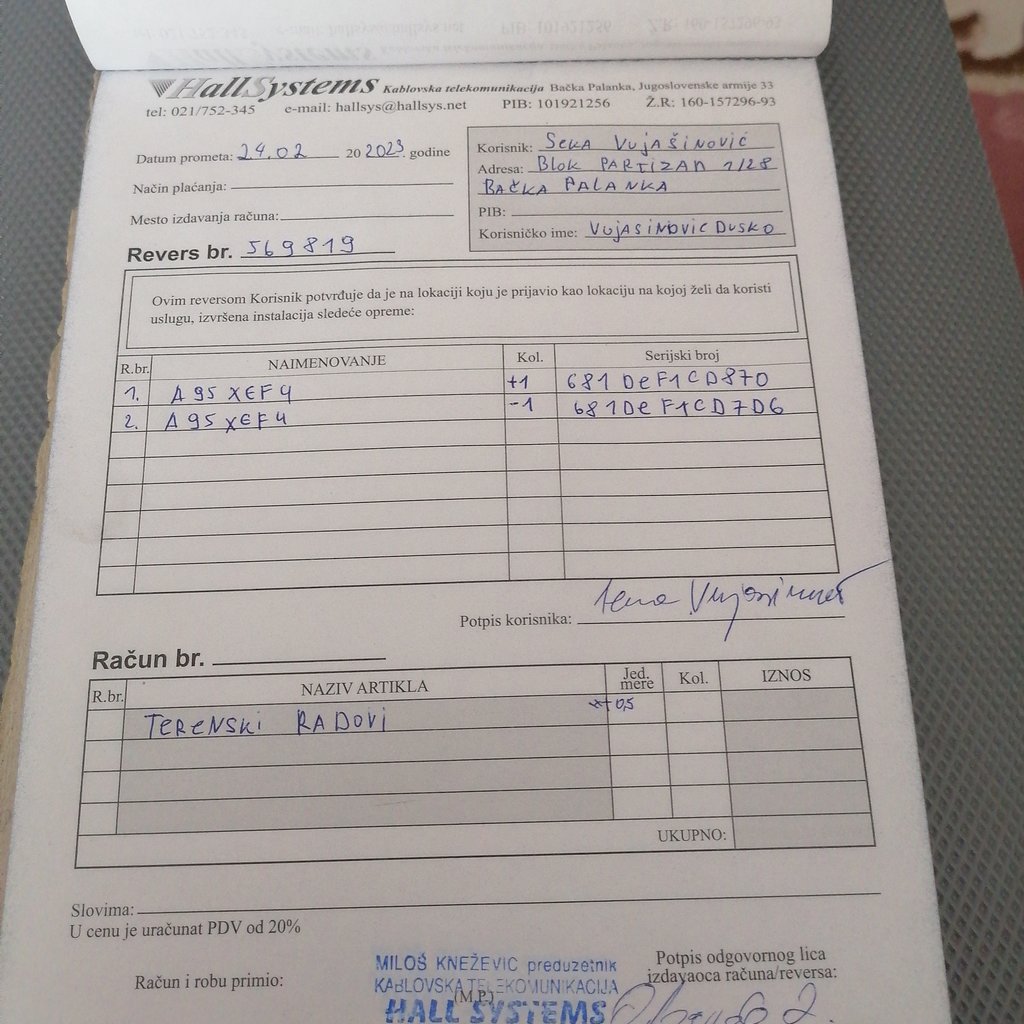 HallSystems Kablovska telekomunikacija Bačka Palanka, Jugoslovenske armije 33
tel: 021/752-345 e-mail: hallsys@hallsys.net PIB: 101921256 Ž.R: 160-157296-93
Datum prometa: 24.02 20 2023. godine
Način plaćanja:
Mesto izdavanja računa:
Korisnik: SEKA VUJAŠINOVIĆ
Adresa: BLOK PARTIZAN 1/28
BAČKA PALANKA
PIB:
Korisničko ime: VUJASINOVIC DUSKO
Revers br. 569819
Ovim reversom Korisnik potvrđuje da je na lokaciji koju je prijavio kao lokaciju na kojoj želi da koristi
uslugu, izvršena instalacija sledeće opreme:
R.br. NAIMENOVANJE Kol. Serijski broj
1. A95XEF4 +1 681DeF1CD870
2. A95XEF4 -1 681DeF1CD7D6
Potpis korisnika:
Račun br.
R.br. NAZIV ARTIKLA Jed. mere Kol. IZNOS
TERENSKI RADOVI 0,5
UKUPNO:
Slovima:
U cenu je uračunat PDV od 20%
Račun i robu primio:
MILOŠ KNEŽEVIĆ preduzetnik
KABLOVSKA TELEKOMUNIKACIJA
(M.P.)
HALL SYSTEMS
Potpis odgovornog lica
izdavaoca računa/reversa: